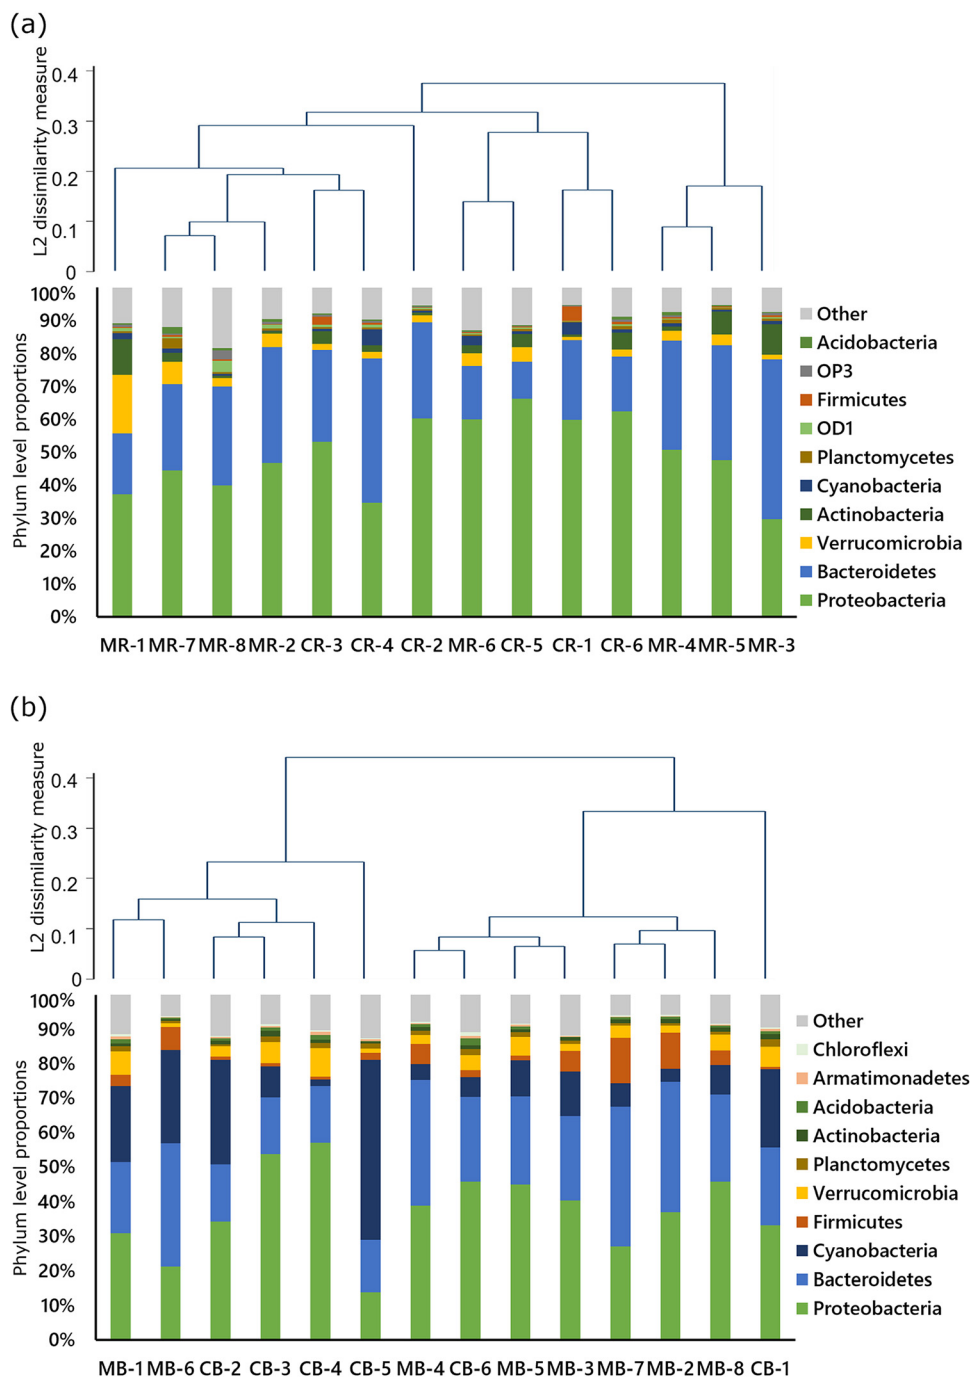 (a)
L2 dissimilarity measure
0.4
0.3
0.2
0.1
0
Phylum level proportions
100%
90%
80%
70%
60%
50%
40%
30%
20%
10%
0%
MR-1 MR-7 MR-8 MR-2 CR-3 CR-4 CR-2 MR-6 CR-5 CR-1 CR-6 MR-4 MR-5 MR-3
Other
Acidobacteria
OP3
Firmicutes
OD1
Planctomycetes
Cyanobacteria
Actinobacteria
Verrucomicrobia
Bacteroidetes
Proteobacteria
(b)
L2 dissimilarity measure
0.4
0.3
0.2
0.1
0
Phylum level proportions
100%
90%
80%
70%
60%
50%
40%
30%
20%
10%
0%
MB-1 MB-6 CB-2 CB-3 CB-4 CB-5 MB-4 CB-6 MB-5 MB-3 MB-7 MB-2 MB-8 CB-1
Other
Chloroflexi
Armatimonadetes
Acidobacteria
Actinobacteria
Planctomycetes
Verrucomicrobia
Firmicutes
Cyanobacteria
Bacteroidetes
Proteobacteria